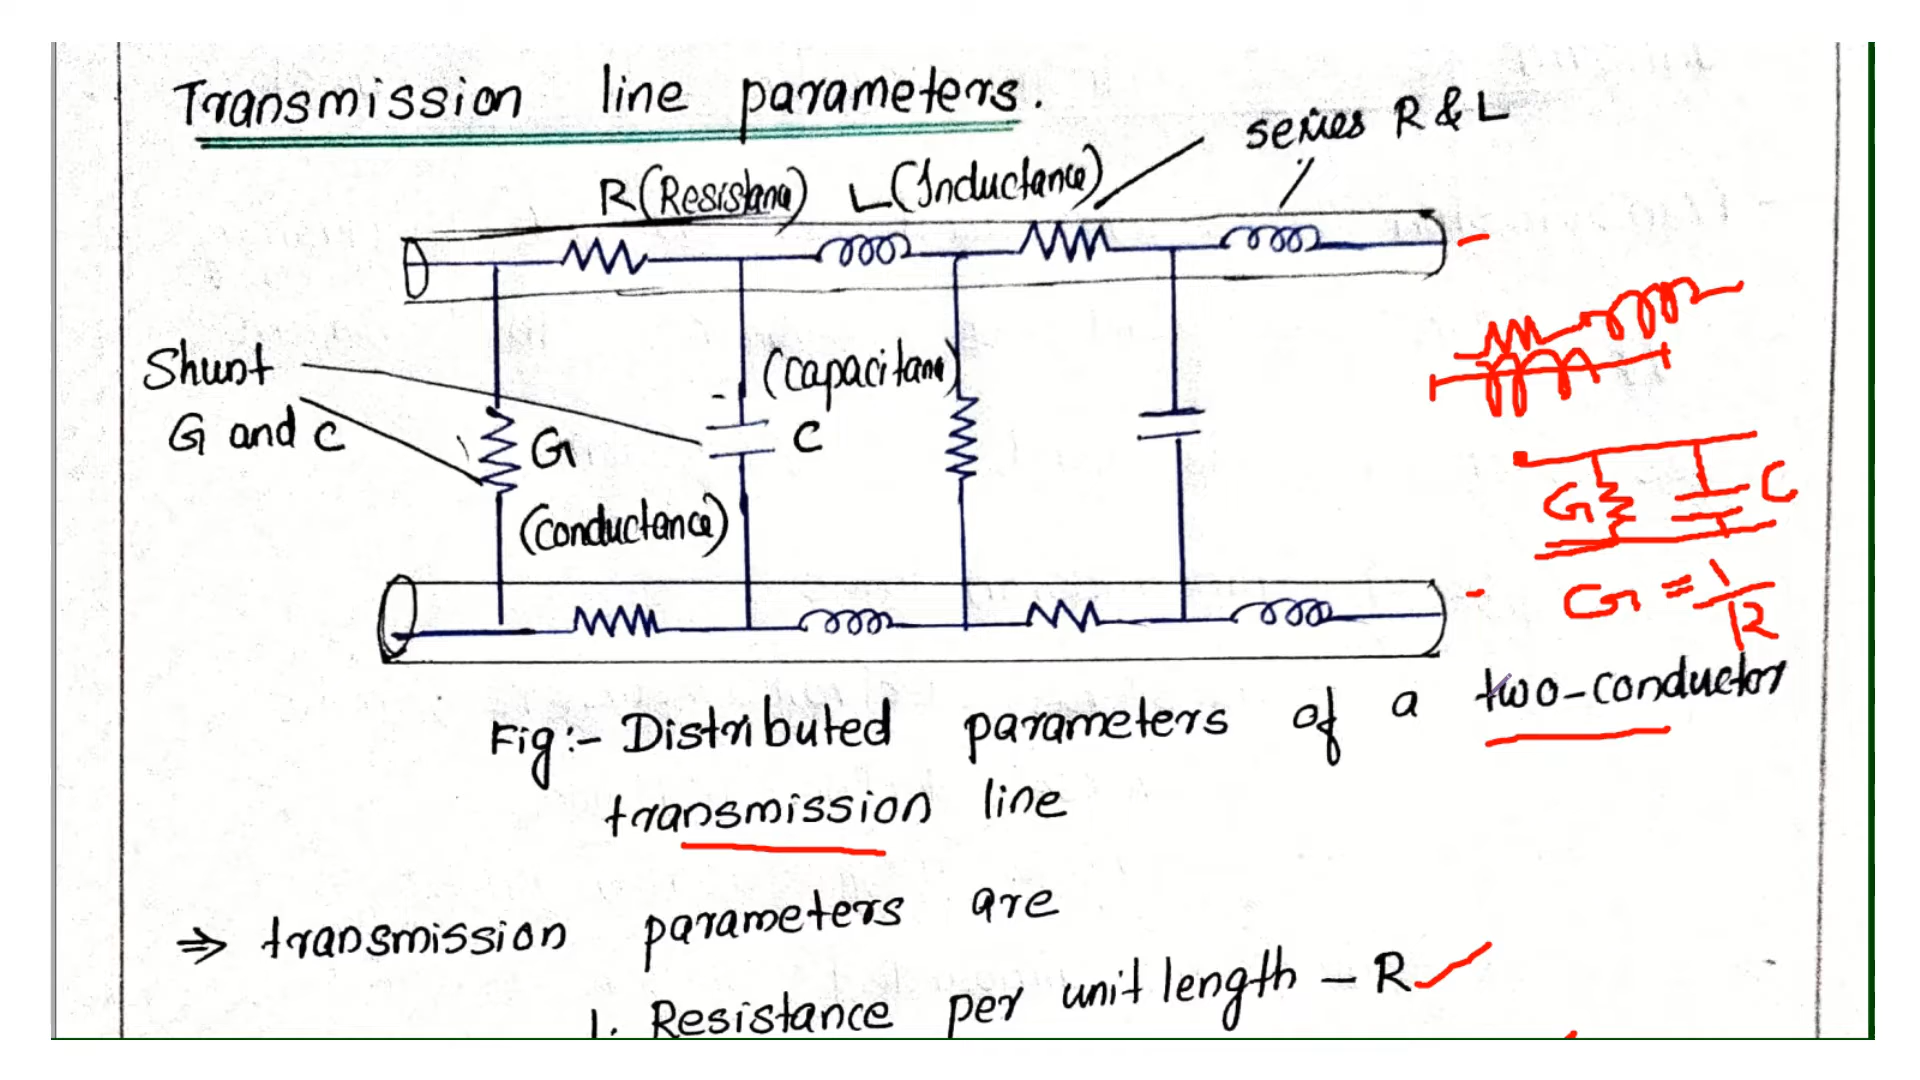 Transmission line parameters.
series R & L
R (Resistance) L (Inductance)
Shunt
G and C
(capacitance)
G
C
(Conductance)
G
C
G = 1/R
Fig:- Distributed parameters of a two-conductor
transmission line
⇒ transmission parameters are
1. Resistance per unit length - R